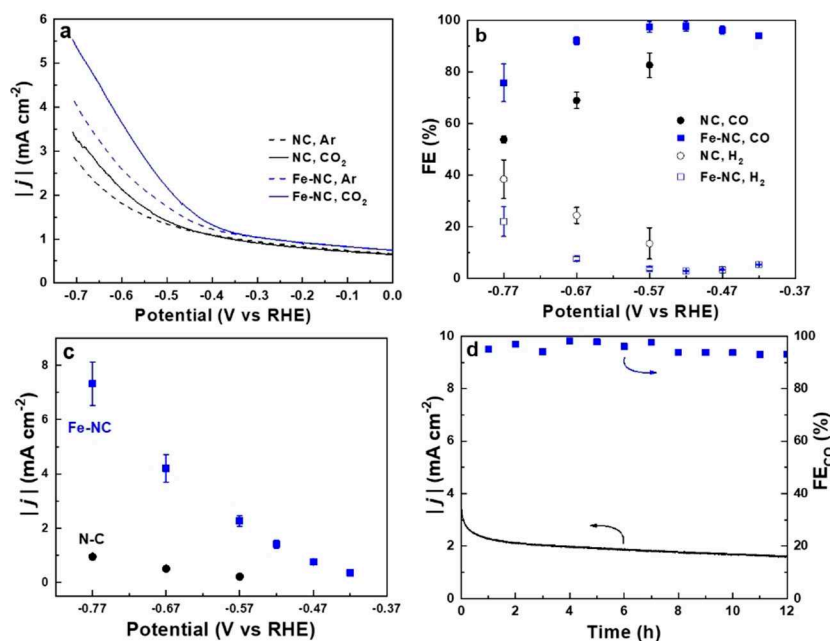 a
| j | (mA cm⁻²)
6
5
4
3
2
1
0
NC, Ar
NC, CO₂
Fe-NC, Ar
Fe-NC, CO₂
-0.7 -0.6 -0.5 -0.4 -0.3 -0.2 -0.1 0.0
Potential (V vs RHE)
b
FE (%)
100
80
60
40
20
0
NC, CO
Fe-NC, CO
NC, H₂
Fe-NC, H₂
-0.77 -0.67 -0.57 -0.47 -0.37
Potential (V vs RHE)
c
| j | (mA cm⁻²)
8
6
4
2
0
Fe-NC
N-C
-0.77 -0.67 -0.57 -0.47 -0.37
Potential (V vs RHE)
d
| j | (mA cm⁻²)
10
8
6
4
2
0
100
80
60
40
20
0
FE_CO (%)
0 2 4 6 8 10 12
Time (h)